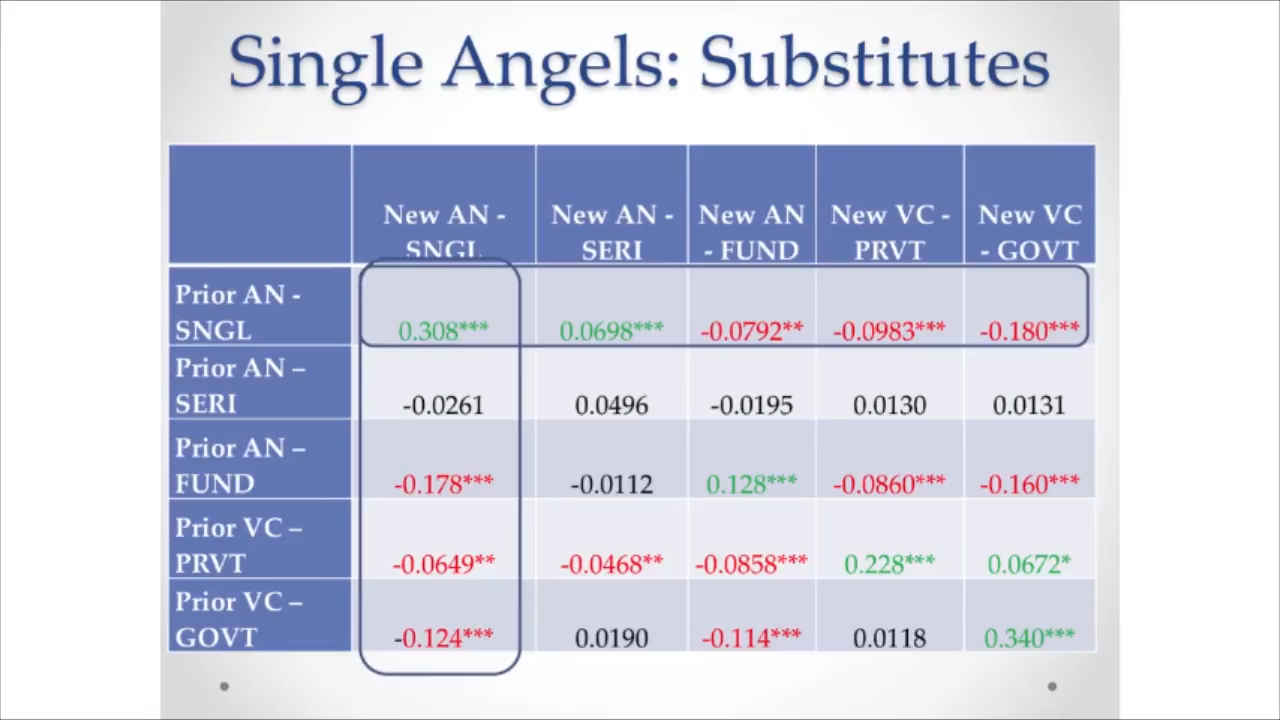 Single Angels: Substitutes
New AN - SNGL New AN - SERI New AN - FUND New VC - PRVT New VC - GOVT
Prior AN - SNGL 0.308*** 0.0698*** -0.0792** -0.0983*** -0.180***
Prior AN – SERI -0.0261 0.0496 -0.0195 0.0130 0.0131
Prior AN – FUND -0.178*** -0.0112 0.128*** -0.0860*** -0.160***
Prior VC – PRVT -0.0649** -0.0468** -0.0858*** 0.228*** 0.0672*
Prior VC – GOVT -0.124*** 0.0190 -0.114*** 0.0118 0.340***